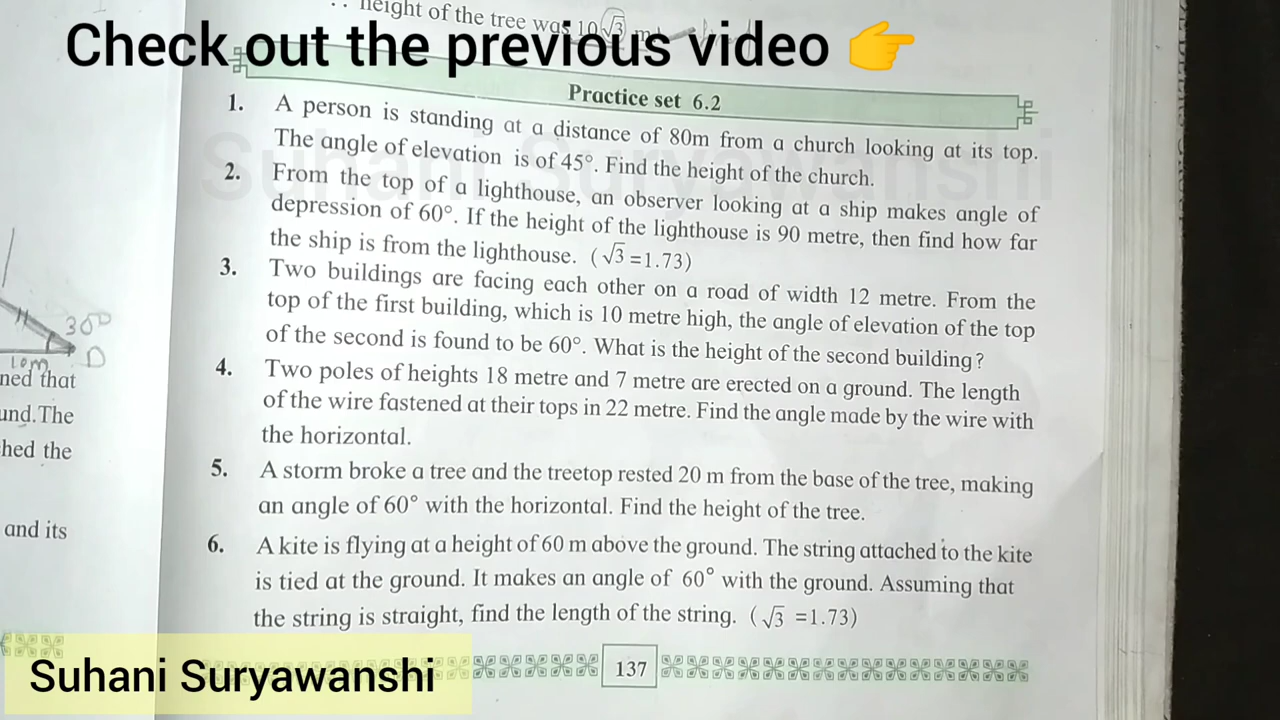 height of the tree was 10√3 m
Check out the previous video 👉
Practice set 6.2
1. A person is standing at a distance of 80m from a church looking at its top.
The angle of elevation is of 45°. Find the height of the church.
2. From the top of a lighthouse, an observer looking at a ship makes angle of
depression of 60°. If the height of the lighthouse is 90 metre, then find how far
the ship is from the lighthouse. (√3 =1.73)
3. Two buildings are facing each other on a road of width 12 metre. From the
top of the first building, which is 10 metre high, the angle of elevation of the top
of the second is found to be 60°. What is the height of the second building?
4. Two poles of heights 18 metre and 7 metre are erected on a ground. The length
of the wire fastened at their tops in 22 metre. Find the angle made by the wire with
the horizontal.
5. A storm broke a tree and the treetop rested 20 m from the base of the tree, making
an angle of 60° with the horizontal. Find the height of the tree.
6. A kite is flying at a height of 60 m above the ground. The string attached to the kite
is tied at the ground. It makes an angle of 60° with the ground. Assuming that
the string is straight, find the length of the string. (√3 =1.73)
137
Suhani Suryawanshi
Suhani Suryawanshi
30°
10m D
ned that
und.The
hed the
and its